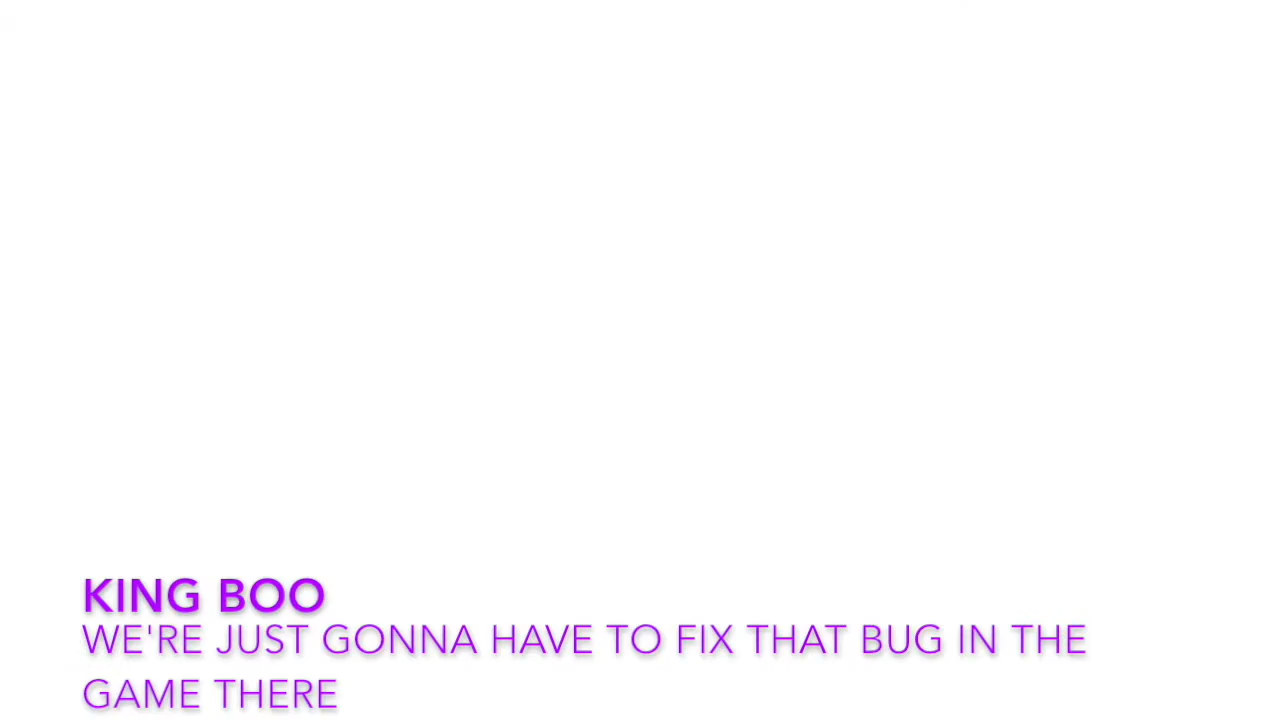 KING BOO
WE'RE JUST GONNA HAVE TO FIX THAT BUG IN THE
GAME THERE